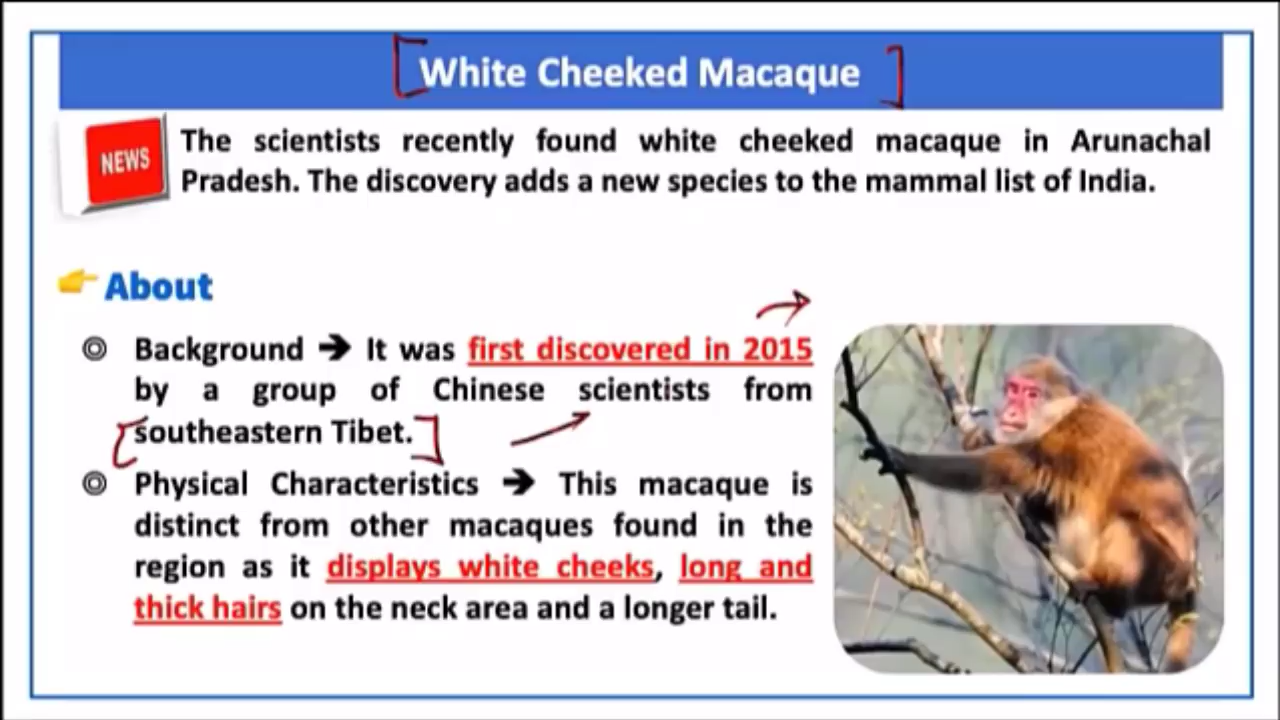 White Cheeked Macaque
NEWS
The scientists recently found white cheeked macaque in Arunachal
Pradesh. The discovery adds a new species to the mammal list of India.
About
Background ➔ It was first discovered in 2015
by a group of Chinese scientists from
southeastern Tibet.
Physical Characteristics ➔ This macaque is
distinct from other macaques found in the
region as it displays white cheeks, long and
thick hairs on the neck area and a longer tail.